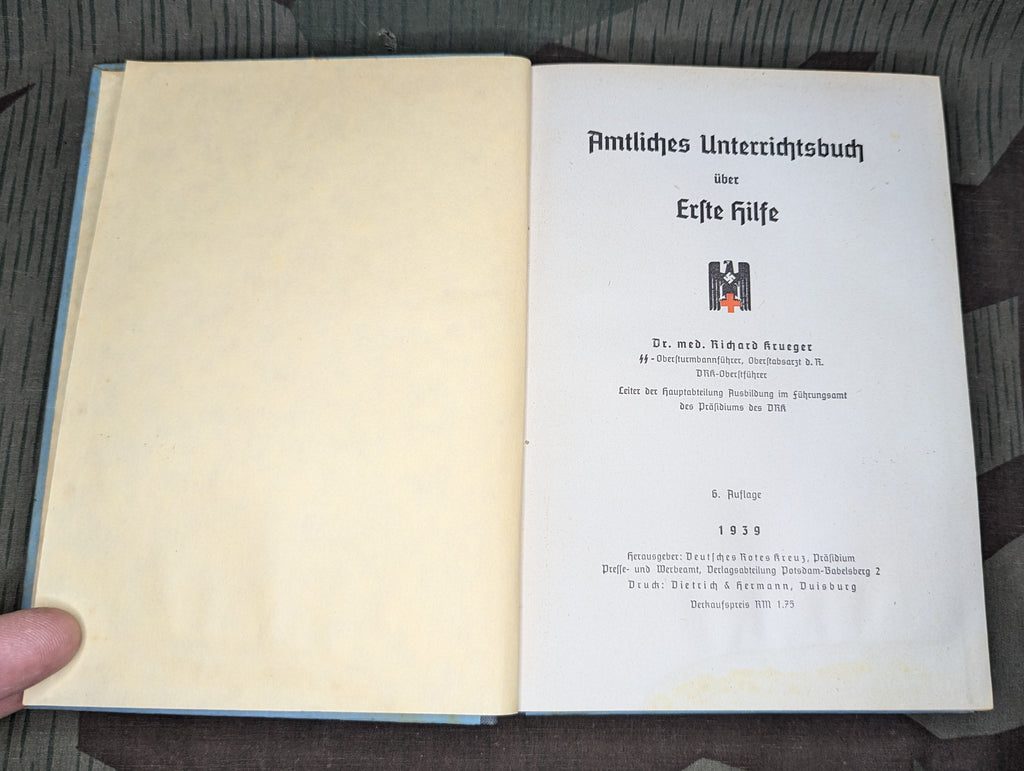 Amtliches Unterrichtsbuch
über
Erste Hilfe
Dr. med. Richard Krueger
SS-Obersturmbannführer, Oberstabsarzt d. R.
DRK-Oberstführer
Leiter der Hauptabteilung Ausbildung im Führungsamt
des Präsidiums des DRK
6. Auflage
1939
Herausgeber: Deutsches Rotes Kreuz, Präsidium
Presse- und Werbeamt, Verlagsabteilung Potsdam-Babelsberg 2
Druck: Dietrich & Hermann, Duisburg
Verkaufspreis RM 1.75